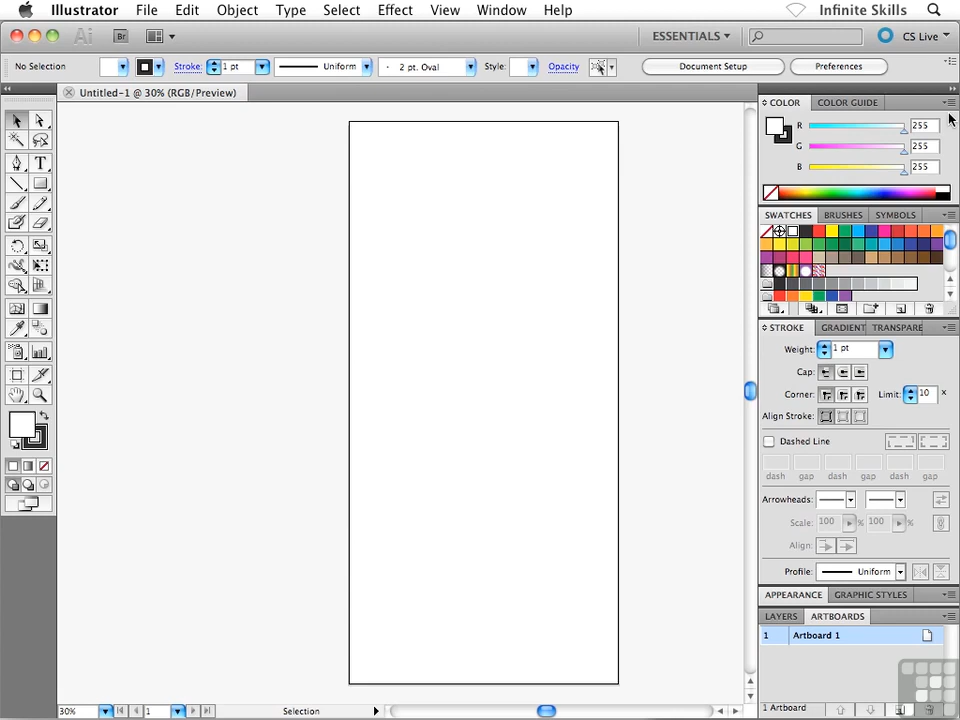 Illustrator File Edit Object Type Select Effect View Window Help Infinite Skills
Ai Br ESSENTIALS CS Live
No Selection Stroke: 1 pt Uniform 2 pt. Oval Style: Opacity Document Setup Preferences
Untitled-1 @ 30% (RGB/Preview)
COLOR COLOR GUIDE
R 255
G 255
B 255
SWATCHES BRUSHES SYMBOLS
STROKE GRADIENT TRANSPARE
Weight: 1 pt
Cap:
Corner: Limit: 10 x
Align Stroke:
Dashed Line
dash gap dash gap dash gap
Arrowheads:
Scale: 100 % 100 %
Align:
Profile: Uniform
APPEARANCE GRAPHIC STYLES
LAYERS ARTBOARDS
1 Artboard 1
1 Artboard
30% 1 Selection